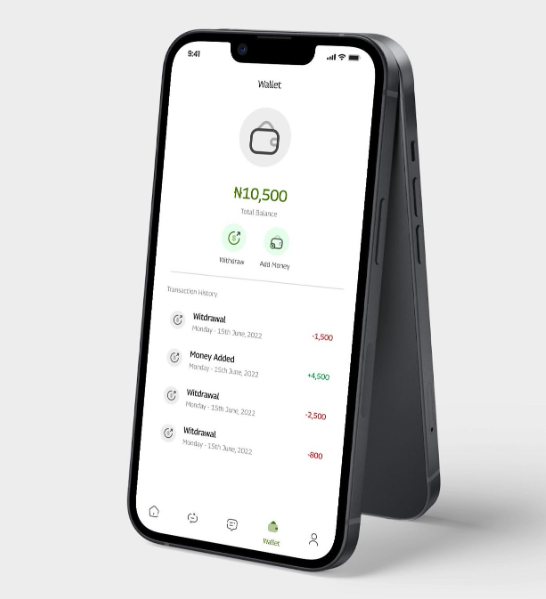 9:41
Wallet
₦10,500
Total Balance
Withdraw
Add Money
Transaction History
Witdrawal
Monday - 15th June, 2022
-1,500
Money Added
Monday - 15th June, 2022
+4,500
Witdrawal
Monday - 15th June, 2022
-2,500
Witdrawal
Monday - 15th June, 2022
-800
Wallet